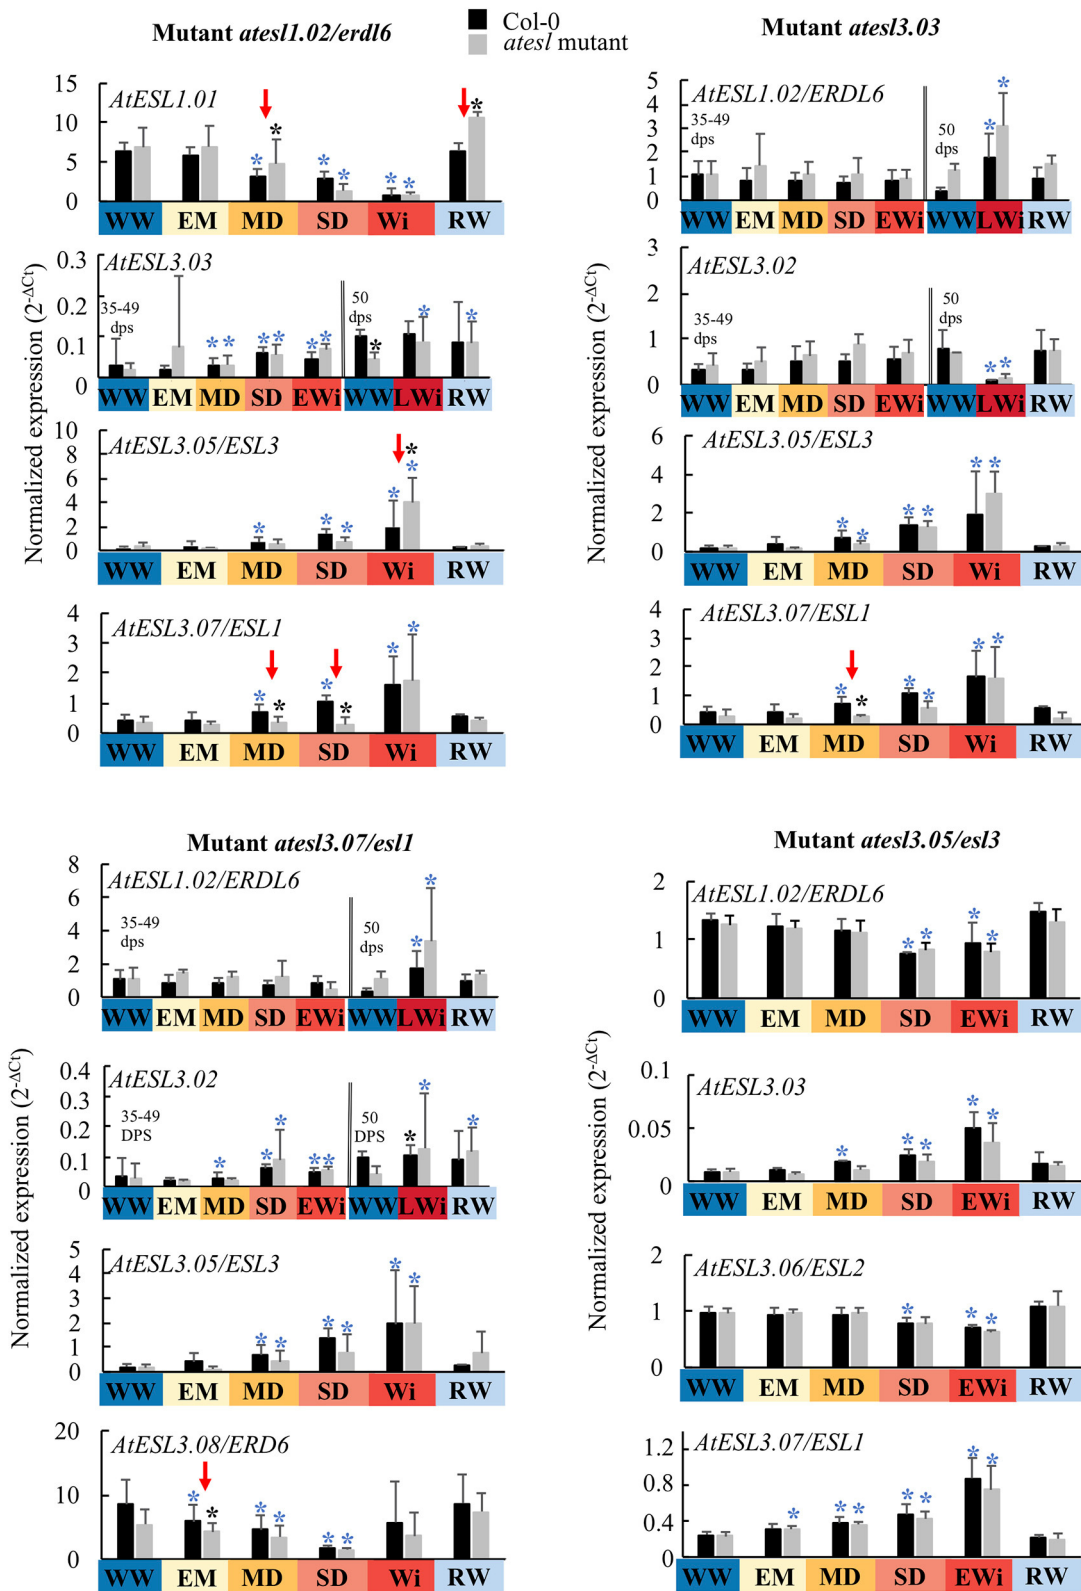 Mutant atesl1.02/erdl6
Col-0
atesl mutant
Mutant atesl3.03
Normalized expression (2-ΔCt)
AtESL1.01
15
10
5
0
WW EM MD SD Wi RW
AtESL3.03
0.3
0.2
0.1
0
35-49
dps
50
dps
WW EM MD SD EWi WW LWi RW
AtESL3.05/ESL3
10
8
6
4
2
0
WW EM MD SD Wi RW
AtESL3.07/ESL1
4
3
2
1
0
WW EM MD SD Wi RW
Normalized expression (2-ΔCt)
AtESL1.02/ERDL6
5
4
3
2
1
0
35-49
dps
50
dps
WW EM MD SD EWi WW LWi RW
AtESL3.02
3
2
1
0
35-49
dps
50
dps
WW EM MD SD EWi WW LWi RW
AtESL3.05/ESL3
6
4
2
0
WW EM MD SD Wi RW
AtESL3.07/ESL1
4
3
2
1
0
WW EM MD SD Wi RW
Mutant atesl3.07/esl1
Normalized expression (2-ΔCt)
AtESL1.02/ERDL6
8
6
4
2
0
35-49
dps
50
dps
WW EM MD SD EWi WW LWi RW
AtESL3.02
0.4
0.3
0.2
0.1
0
35-49
DPS
50
DPS
WW EM MD SD EWi WW LWi RW
AtESL3.05/ESL3
5
4
3
2
1
0
WW EM MD SD Wi RW
AtESL3.08/ERD6
20
10
0
WW EM MD SD Wi RW
Mutant atesl3.05/esl3
Normalized expression (2-ΔCt)
AtESL1.02/ERDL6
2
1
0
WW EM MD SD EWi RW
AtESL3.03
0.1
0.05
0
WW EM MD SD EWi RW
AtESL3.06/ESL2
2
1
0
WW EM MD SD EWi RW
AtESL3.07/ESL1
1.2
0.8
0.4
0
WW EM MD SD EWi RW